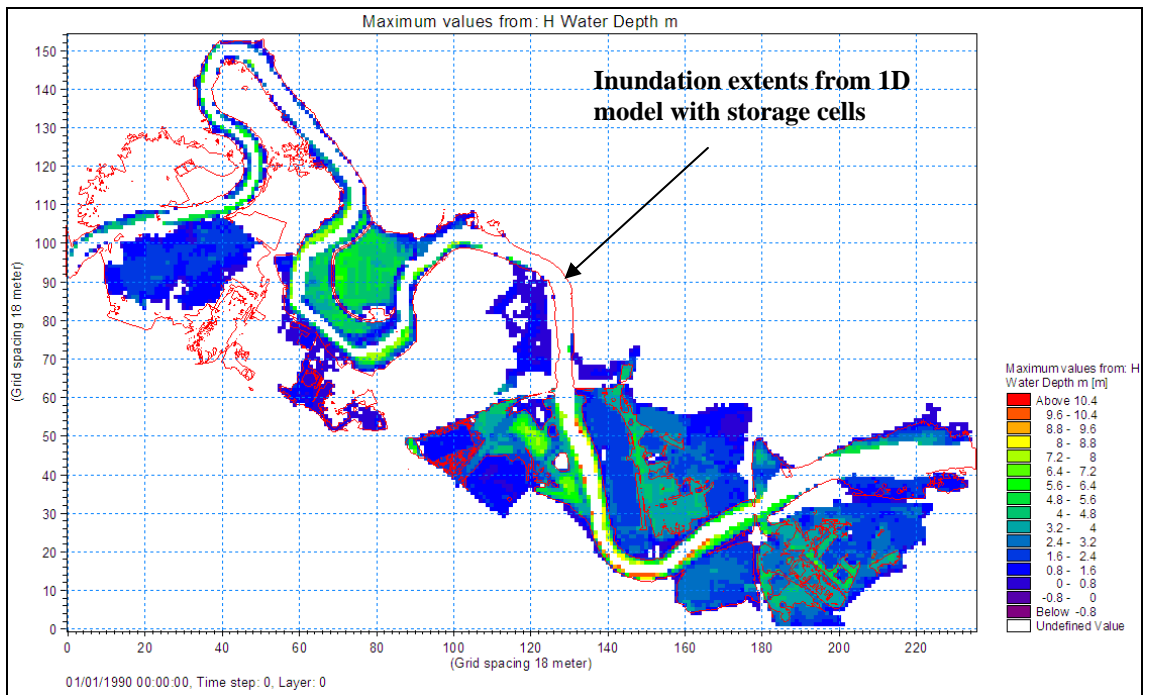 Maximum values from: H Water Depth m
Inundation extents from 1D
model with storage cells
150
140
130
120
110
100
90
80
70
60
50
40
30
20
10
0
(Grid spacing 18 meter)
0 20 40 60 80 100 120 140 160 180 200 220
(Grid spacing 18 meter)
01/01/1990 00:00:00, Time step: 0, Layer: 0
Maximum values from: H
Water Depth m [m]
Above 10.4
9.6 - 10.4
8.8 - 9.6
8 - 8.8
7.2 - 8
6.4 - 7.2
5.6 - 6.4
4.8 - 5.6
4 - 4.8
3.2 - 4
2.4 - 3.2
1.6 - 2.4
0.8 - 1.6
0 - 0.8
-0.8 - 0
Below -0.8
Undefined Value